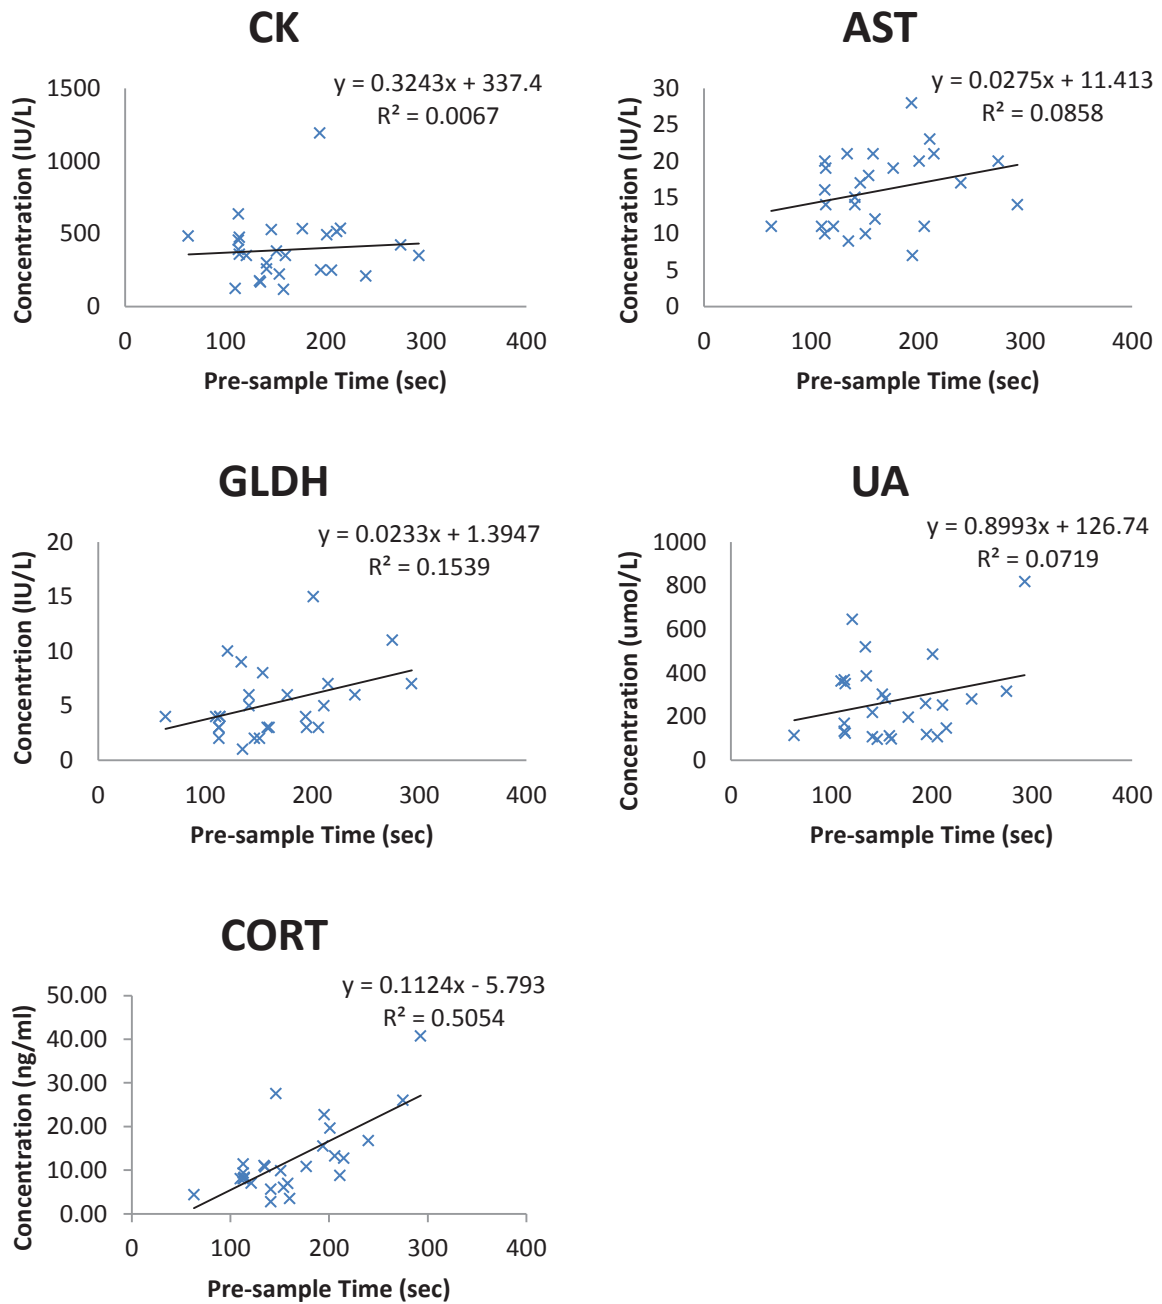 CK
y = 0.3243x + 337.4
R² = 0.0067
Concentration (IU/L)
1500
1000
500
0
0 100 200 300 400
Pre-sample Time (sec)
AST
y = 0.0275x + 11.413
R² = 0.0858
Concentration (IU/L)
30
25
20
15
10
5
0
0 100 200 300 400
Pre-sample Time (sec)
GLDH
y = 0.0233x + 1.3947
R² = 0.1539
Concentrtion (IU/L)
20
15
10
5
0
0 100 200 300 400
Pre-sample Time (sec)
UA
y = 0.8993x + 126.74
R² = 0.0719
Concentration (umol/L)
1000
800
600
400
200
0
0 100 200 300 400
Pre-sample Time (sec)
CORT
y = 0.1124x - 5.793
R² = 0.5054
Concentration (ng/ml)
50.00
40.00
30.00
20.00
10.00
0.00
0 100 200 300 400
Pre-sample Time (sec)